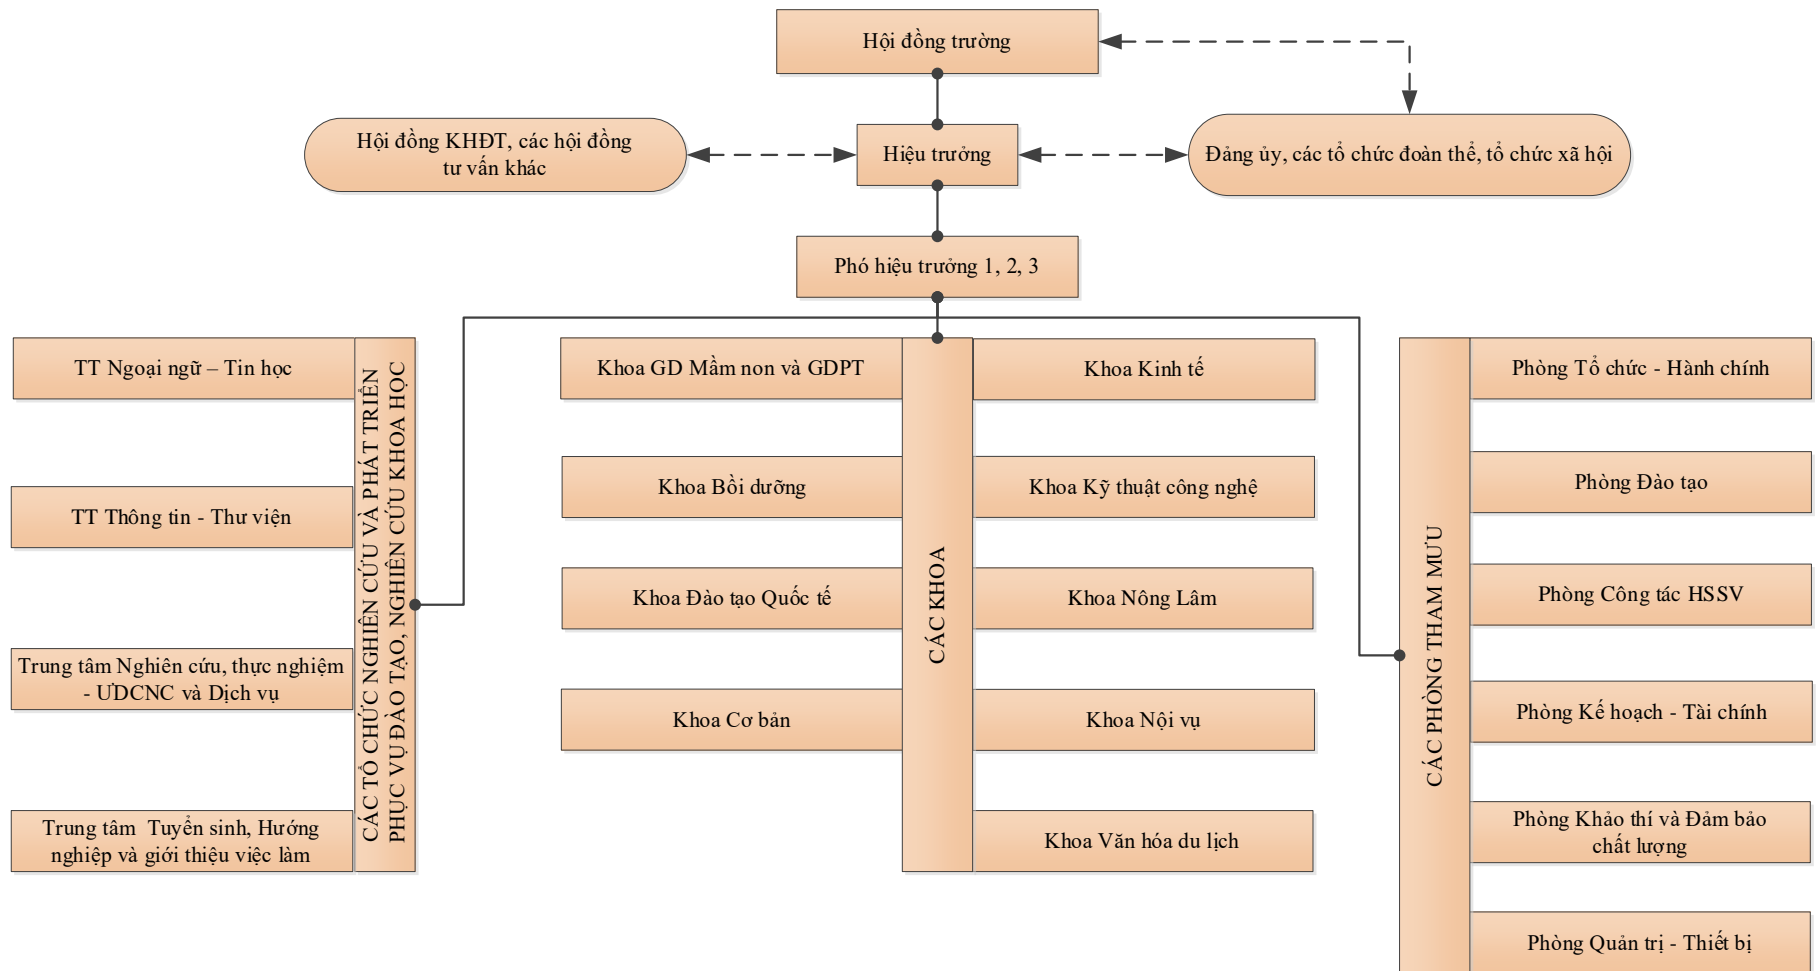 Hội đồng trường
Hội đồng KHĐT, các hội đồng
tư vấn khác
Hiệu trưởng
Đảng ủy, các tổ chức đoàn thể, tổ chức xã hội
Phó hiệu trưởng 1, 2, 3
TT Ngoại ngữ – Tin học
TT Thông tin - Thư viện
Trung tâm Nghiên cứu, thực nghiệm
- ƯDCNC và Dịch vụ
Trung tâm Tuyển sinh, Hướng
nghiệp và giới thiệu việc làm
CÁC TỔ CHỨC NGHIÊN CỨU VÀ PHÁT TRIỂN
PHỤC VỤ ĐÀO TẠO, NGHIÊN CỨU KHOA HỌC
Khoa GD Mầm non và GDPT
Khoa Bồi dưỡng
Khoa Đào tạo Quốc tế
Khoa Cơ bản
CÁC KHOA
Khoa Kinh tế
Khoa Kỹ thuật công nghệ
Khoa Nông Lâm
Khoa Nội vụ
Khoa Văn hóa du lịch
CÁC PHÒNG THAM MƯU
Phòng Tổ chức - Hành chính
Phòng Đào tạo
Phòng Công tác HSSV
Phòng Kế hoạch - Tài chính
Phòng Khảo thí và Đảm bảo
chất lượng
Phòng Quản trị - Thiết bị